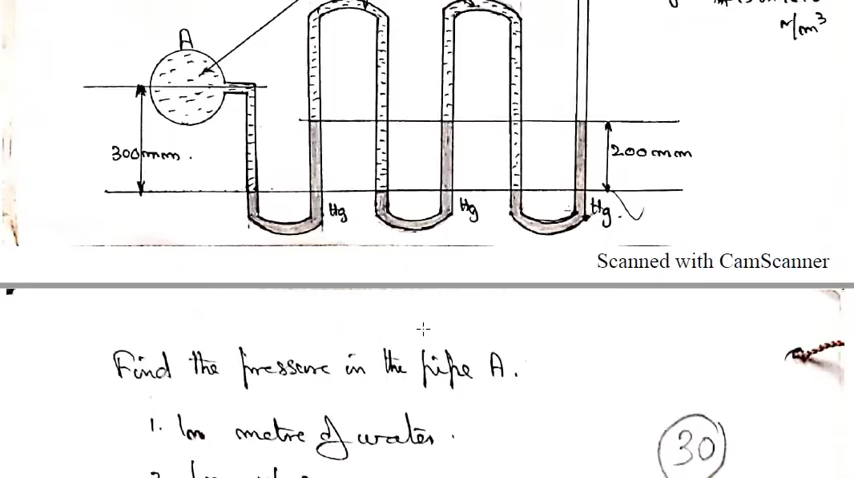 N/m³
A
300mm.
200mm
Hg
Hg
Hg.
Scanned with CamScanner
Find the pressure in the pipe A.
1. In metre of water.
30